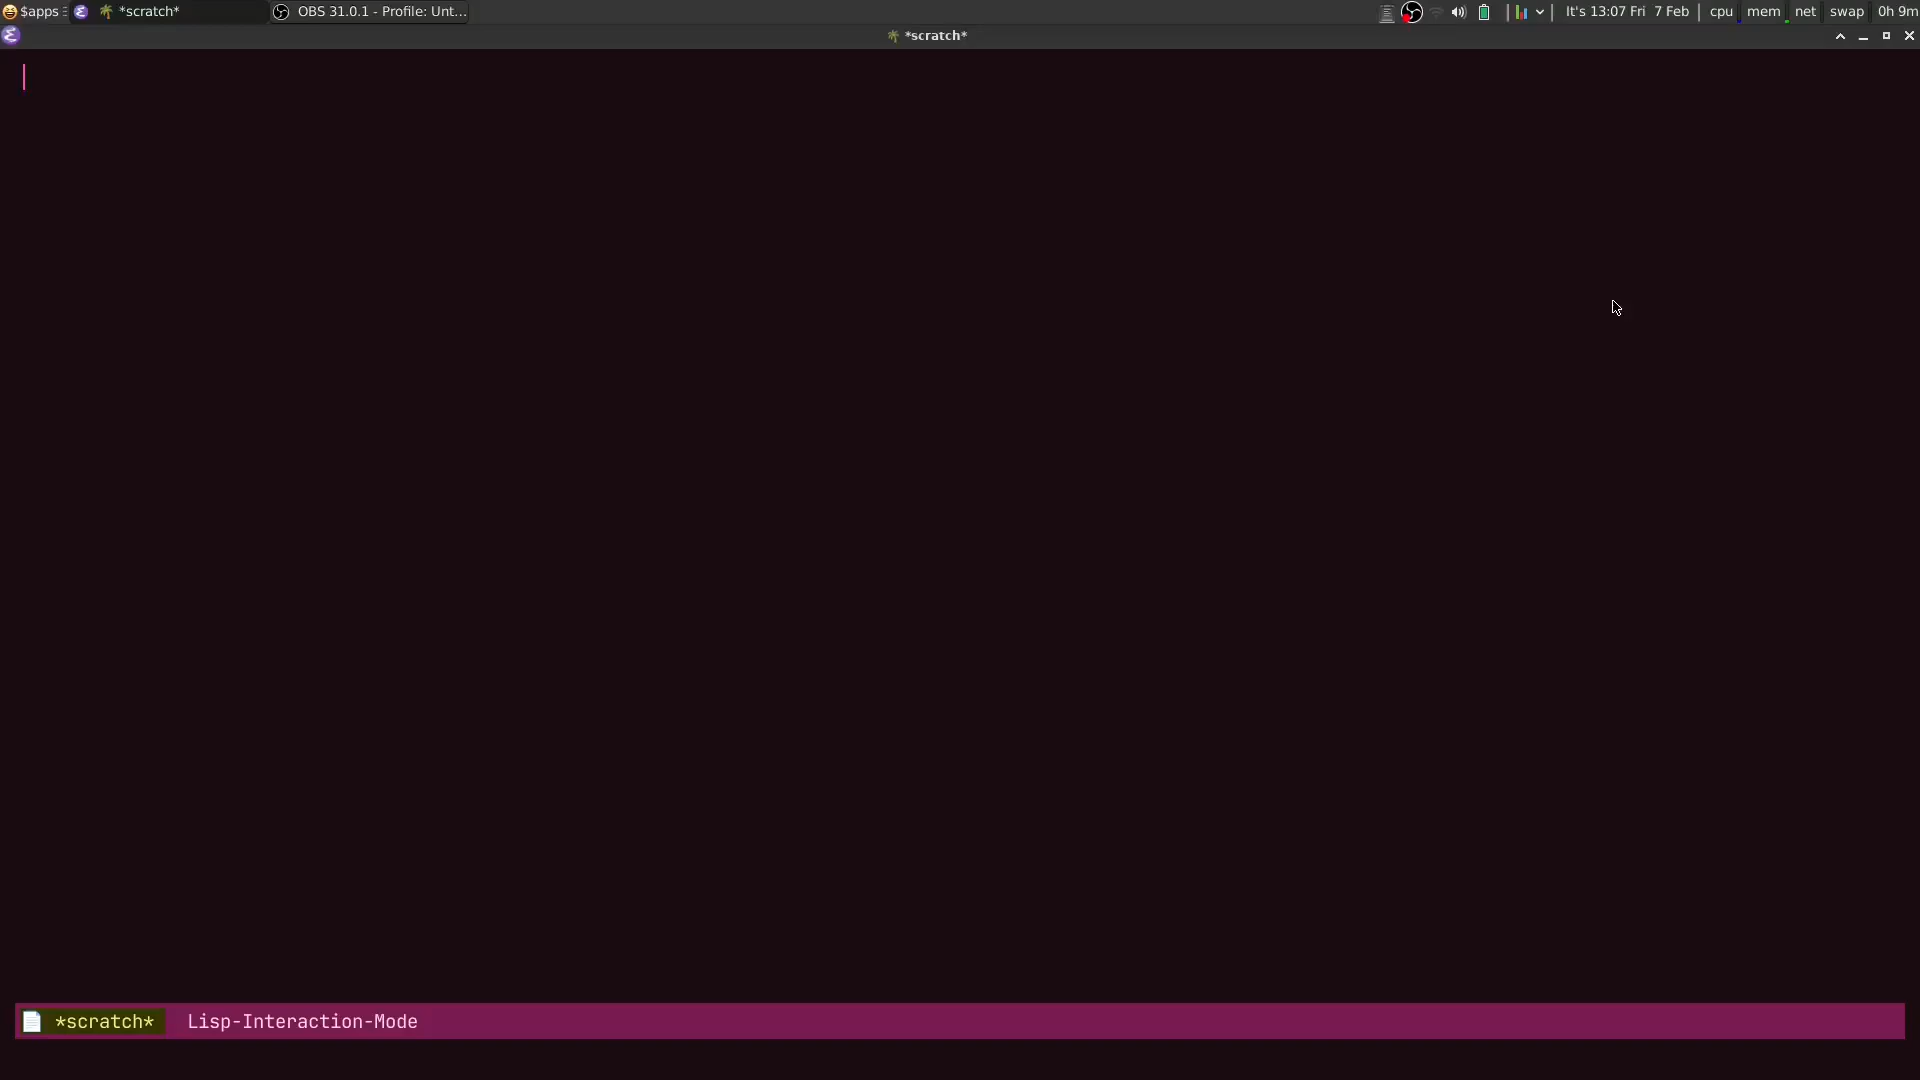 $apps *scratch* OBS 31.0.1 - Profile: Unt... It's 13:07 Fri 7 Feb cpu mem net swap 0h 9m
*scratch*
*scratch* Lisp-Interaction-Mode